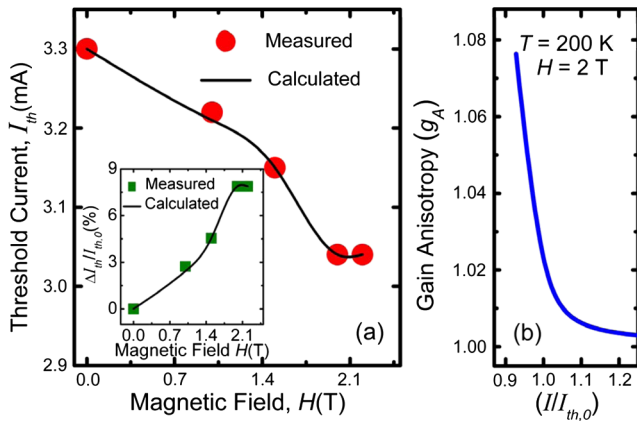 3.3
3.2
3.1
3.0
2.9
Threshold Current, I_th(mA)
Measured
Calculated
9
6
3
0
ΔI_th/I_th,0(%)
Measured
Calculated
0.0 0.7 1.4 2.1
Magnetic Field H(T)
(a)
0.0 0.7 1.4 2.1
Magnetic Field, H(T)
1.08
1.06
1.04
1.02
1.00
Gain Anisotropy (g_A)
T = 200 K
H = 2 T
(b)
0.9 1.0 1.1 1.2
(I/I_th,0)